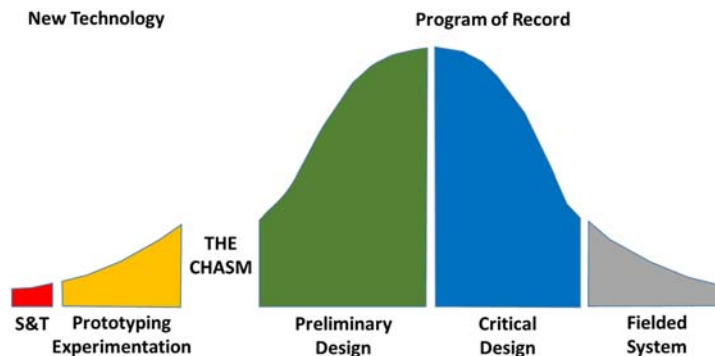 New Technology
Program of Record
THE
CHASM
S&T
Prototyping
Experimentation
Preliminary
Design
Critical
Design
Fielded
System